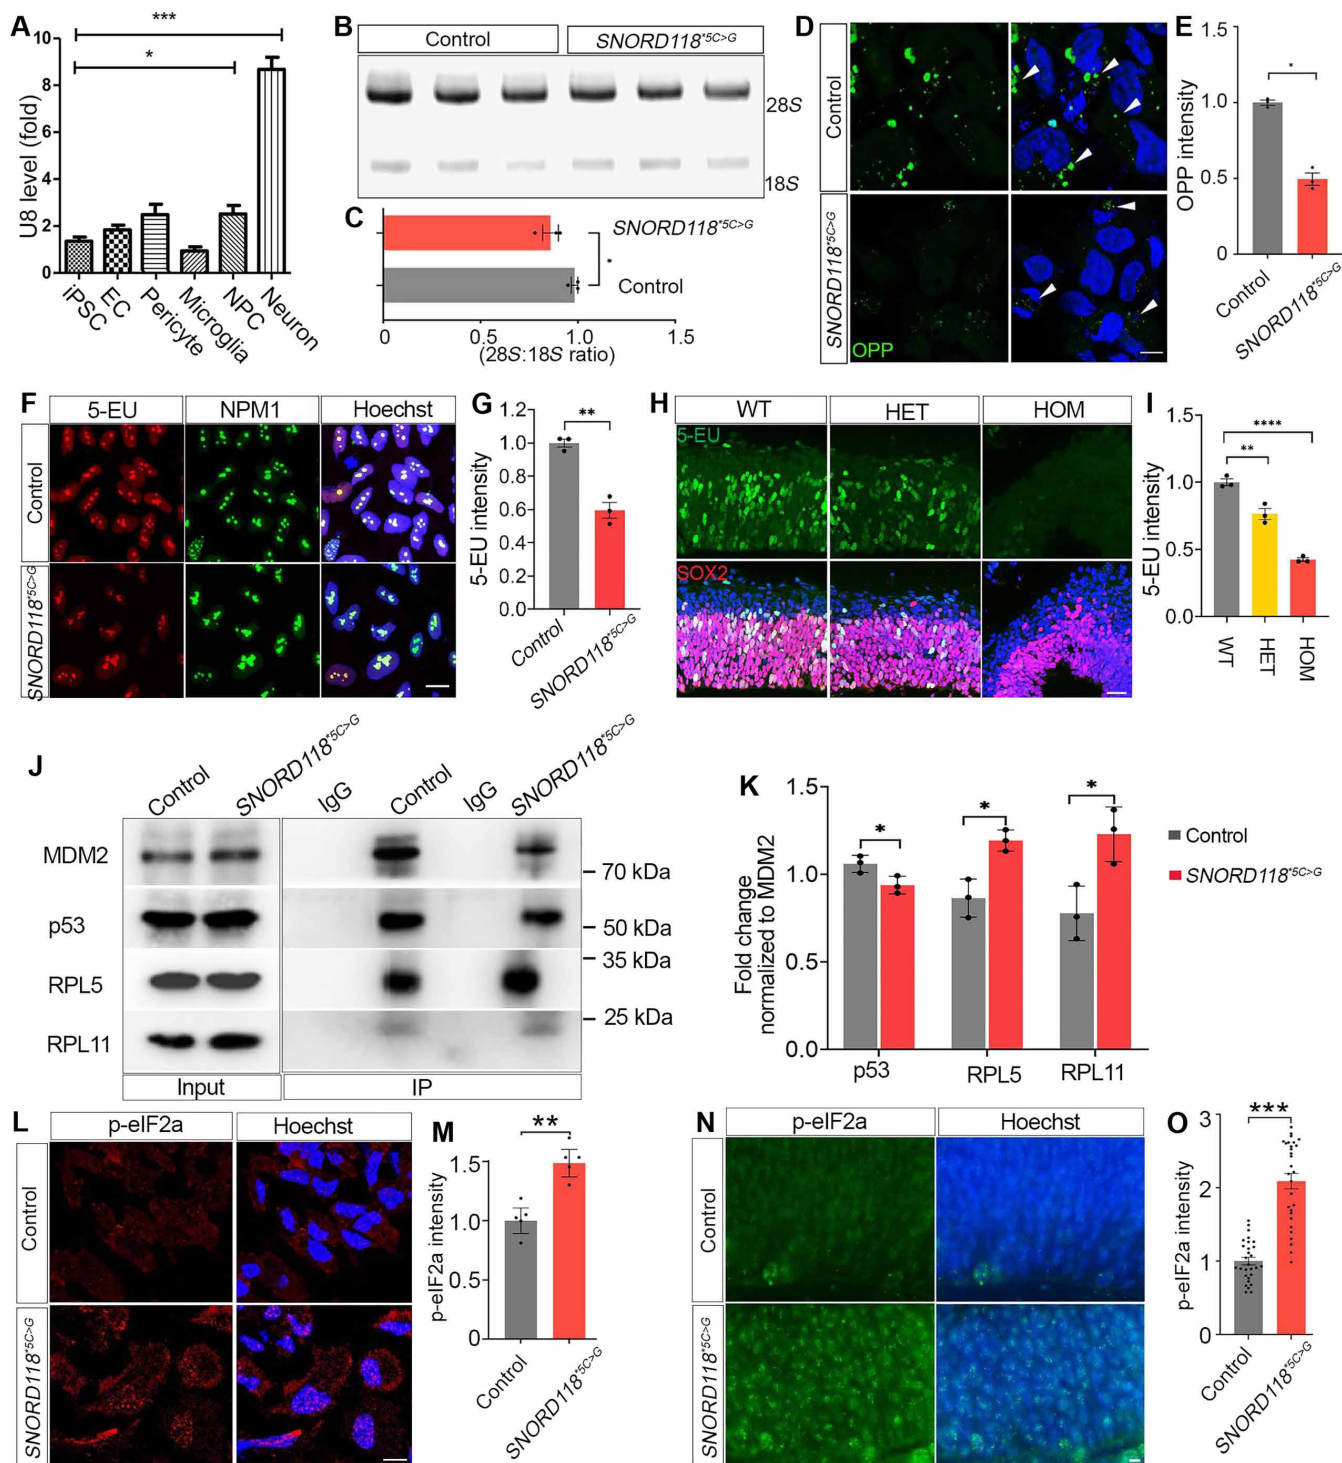 A
***
*
10
8
6
4
2
0
U8 level (fold)
iPSC
EC
Pericyte
Microglia
NPC
Neuron
B
Control
SNORD118*5C>G
28S
18S
C
SNORD118*5C>G
*
Control
0
0.5
1.0
1.5
(28S:18S ratio)
D
Control
SNORD118*5C>G
OPP
E
1.5
1.0
0.5
0
OPP intensity
*
Control
SNORD118*5C>G
F
5-EU
NPM1
Hoechst
Control
SNORD118*5C>G
G
1.2
1.0
0.8
0.6
0.4
0.2
0.0
5-EU intensity
**
Control
SNORD118*5C>G
H
WT
HET
HOM
5-EU
SOX2
I
1.5
1.0
0.5
0.0
5-EU intensity
****
**
WT
HET
HOM
J
Control
SNORD118*5C>G
IgG
Control
IgG
SNORD118*5C>G
MDM2
70 kDa
p53
50 kDa
35 kDa
RPL5
25 kDa
RPL11
Input
IP
K
1.5
1.0
0.5
0.0
Fold change
normalized to MDM2
*
*
*
p53
RPL5
RPL11
Control
SNORD118*5C>G
L
p-eIF2a
Hoechst
Control
SNORD118*5C>G
M
1.5
1.0
0.5
0
p-eIF2a intensity
**
Control
SNORD118*5C>G
N
p-eIF2a
Hoechst
Control
SNORD118*5C>G
O
3
2
1
0
p-eIF2a intensity
***
Control
SNORD118*5C>G